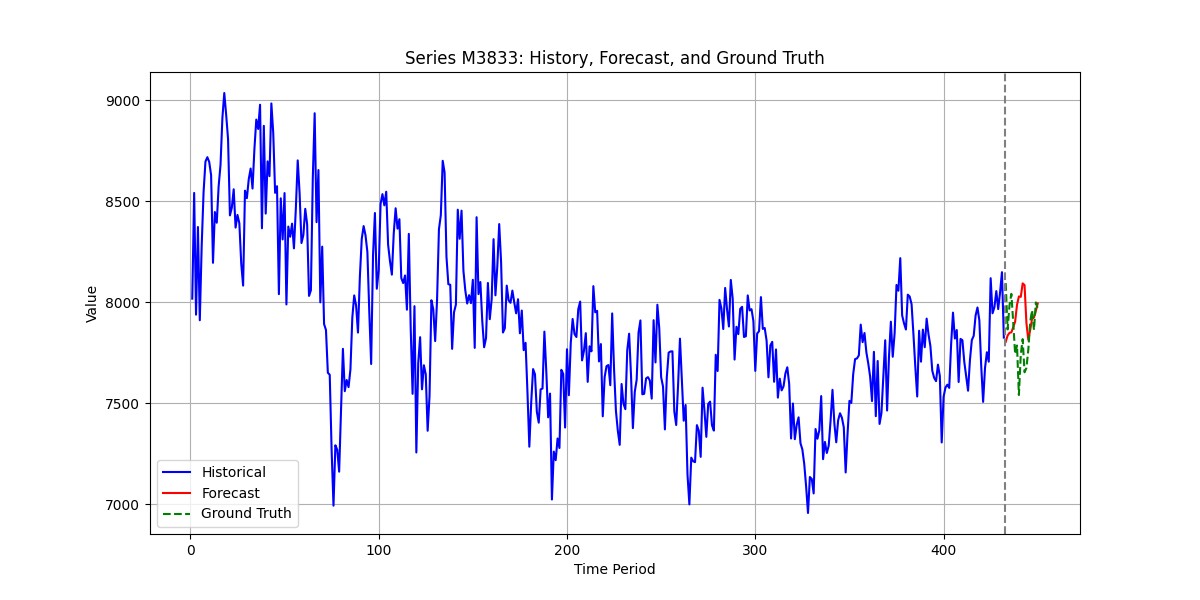 Series M3833: History, Forecast, and Ground Truth
Value
9000
8500
8000
7500
7000
Historical
Forecast
Ground Truth
0
100
200
300
400
Time Period